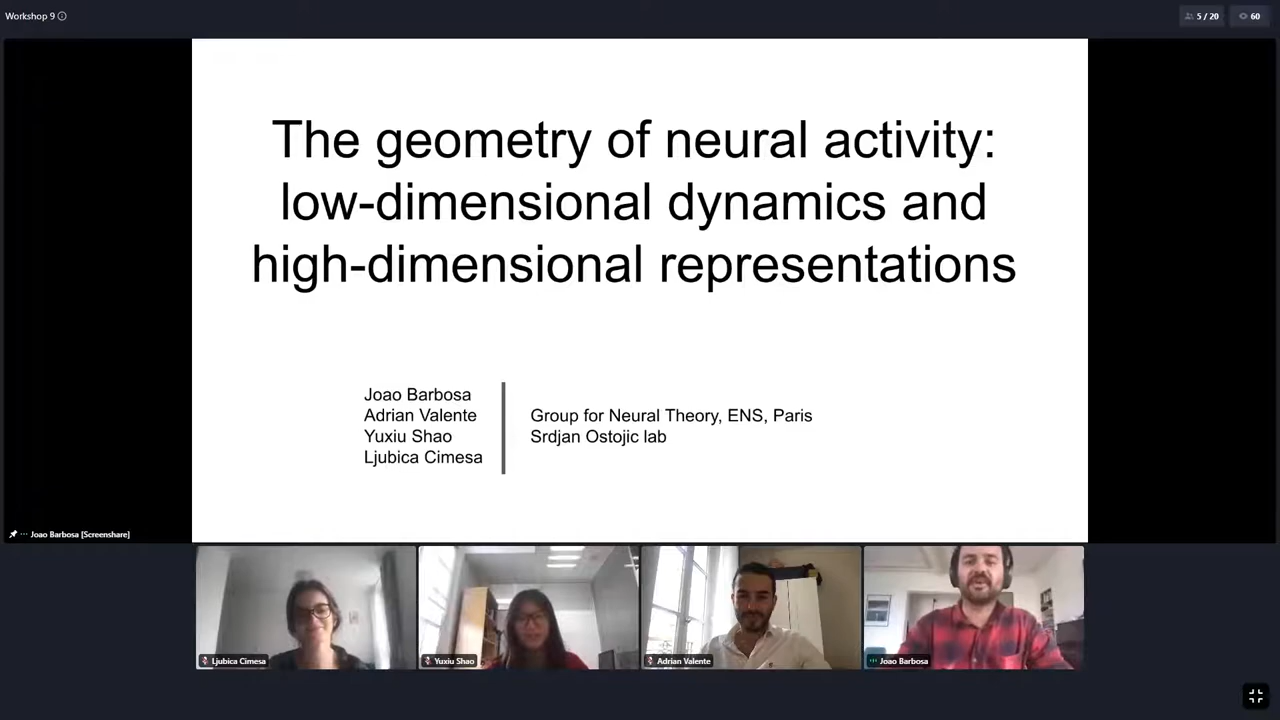 Workshop 9
5 / 20
60
The geometry of neural activity:
low-dimensional dynamics and
high-dimensional representations
Joao Barbosa
Adrian Valente
Yuxiu Shao
Ljubica Cimesa
Group for Neural Theory, ENS, Paris
Srdjan Ostojic lab
Joao Barbosa [Screenshare]
Ljubica Cimesa
Yuxiu Shao
Adrian Valente
Joao Barbosa